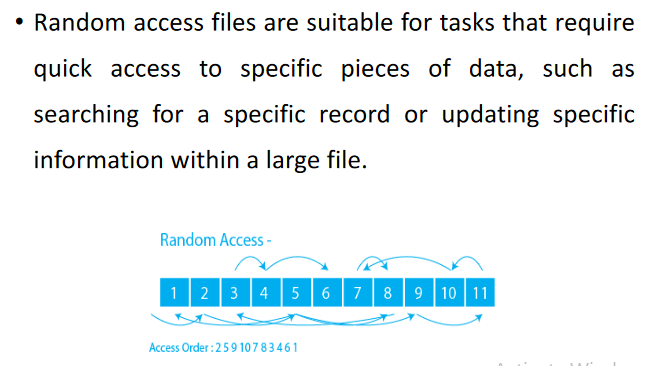 • Random access files are suitable for tasks that require
quick access to specific pieces of data, such as
searching for a specific record or updating specific
information within a large file.
Random Access -
1 2 3 4 5 6 7 8 9 10 11
Access Order : 2 5 9 10 7 8 3 4 6 1